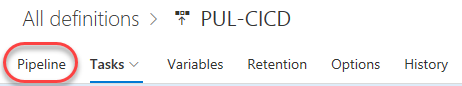 All definitions > PUL-CICD
Pipeline Tasks Variables Retention Options History